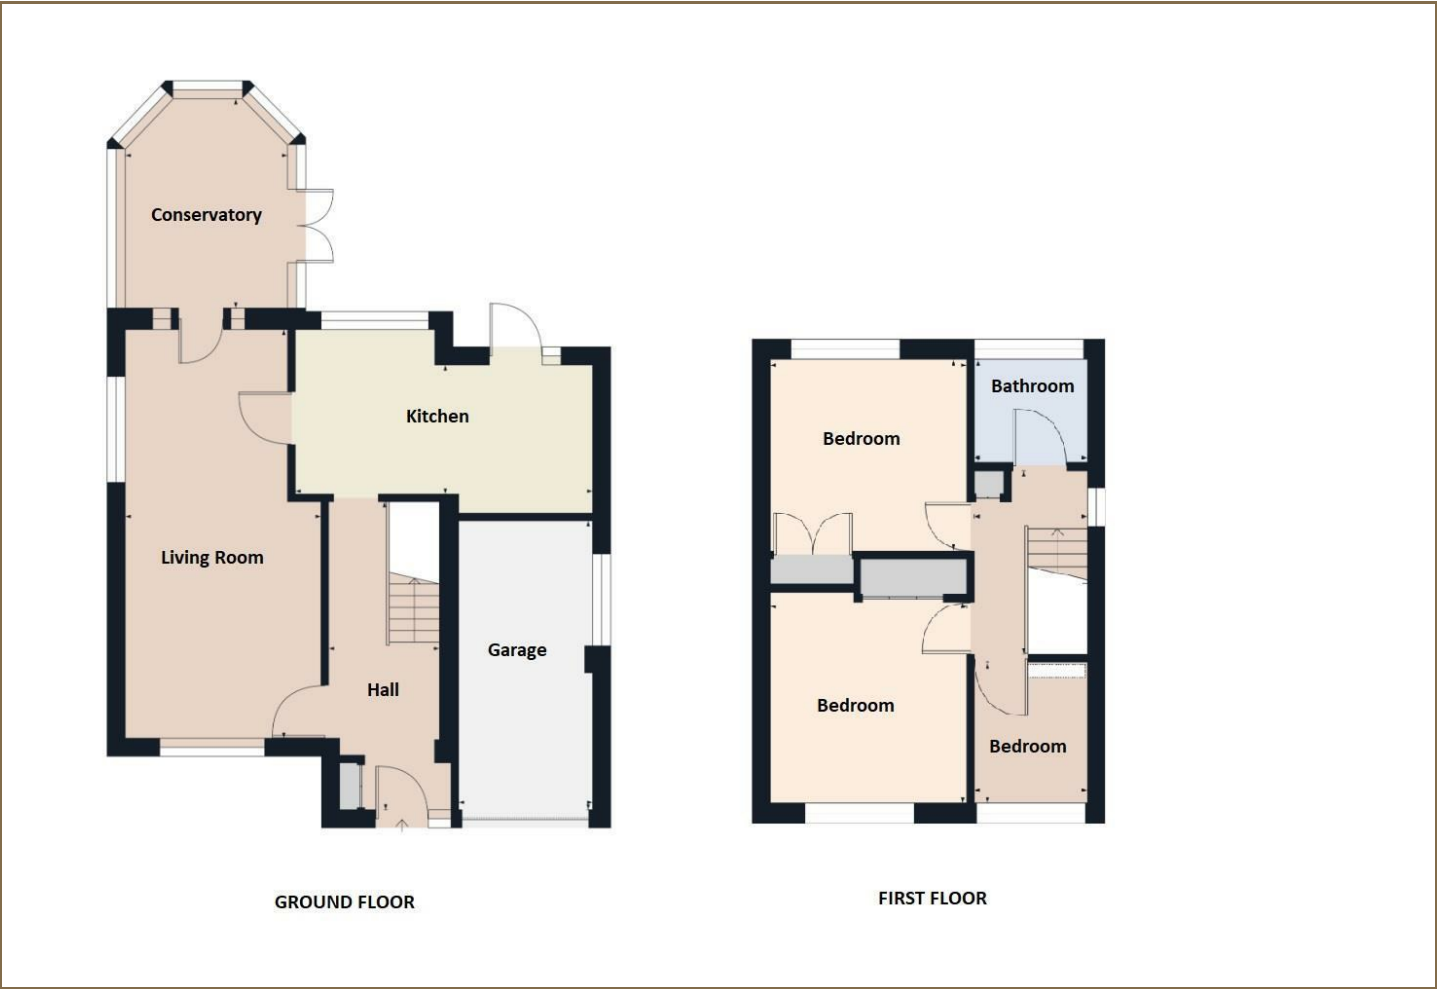 Conservatory
Kitchen
Living Room
Garage
Hall
GROUND FLOOR
Bathroom
Bedroom
Bedroom
Bedroom
FIRST FLOOR